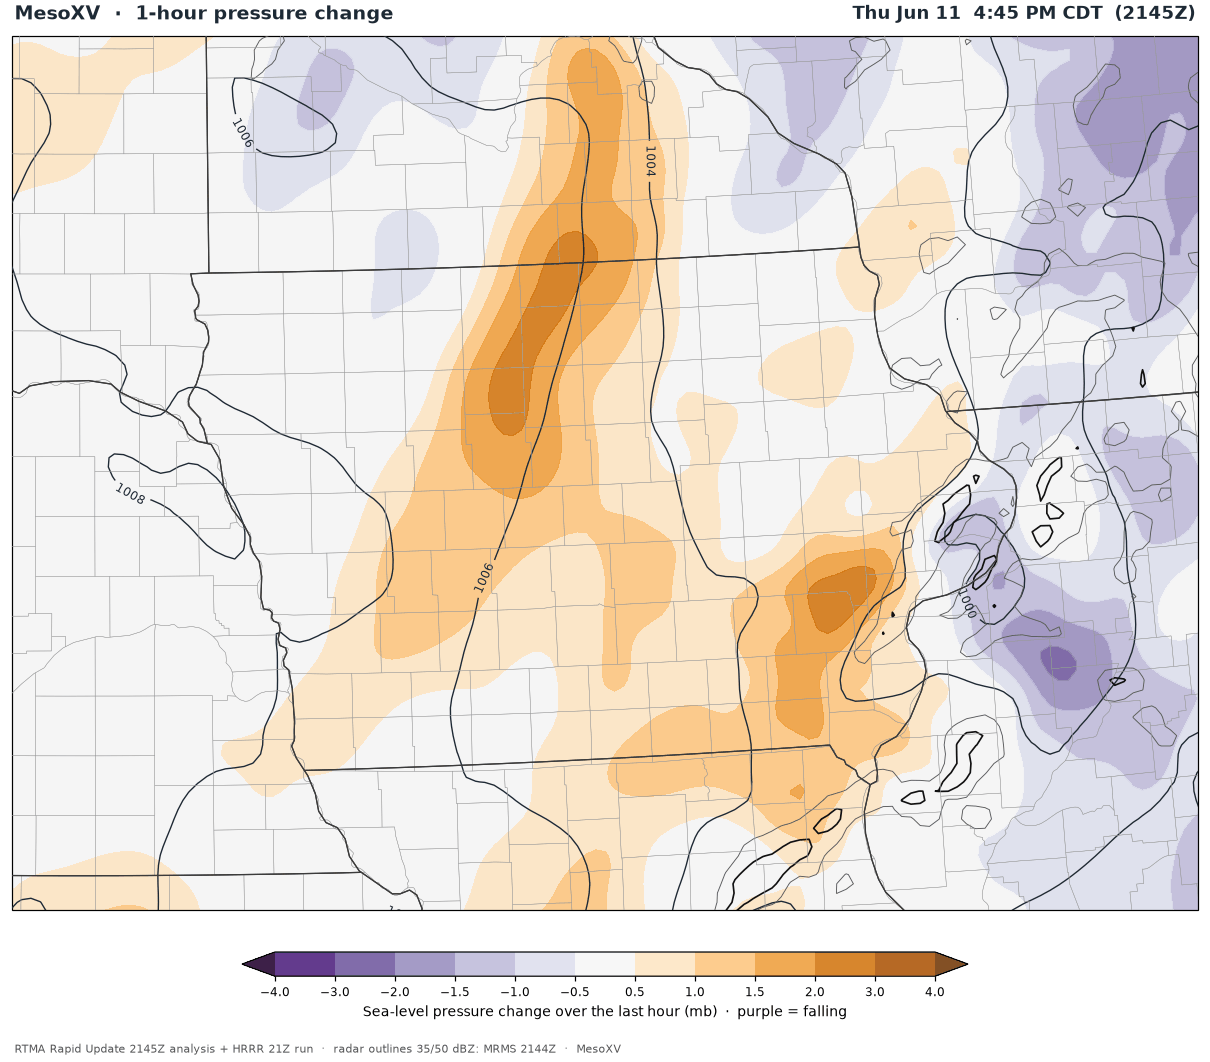 MesoXV · 1-hour pressure change
Thu Jun 11 4:45 PM CDT (2145Z)
1006
1004
1008
1006
1000
−4.0 −3.0 −2.0 −1.5 −1.0 −0.5 0.5 1.0 1.5 2.0 3.0 4.0
Sea-level pressure change over the last hour (mb) · purple = falling
RTMA Rapid Update 2145Z analysis + HRRR 21Z run · radar outlines 35/50 dBZ: MRMS 2144Z · MesoXV